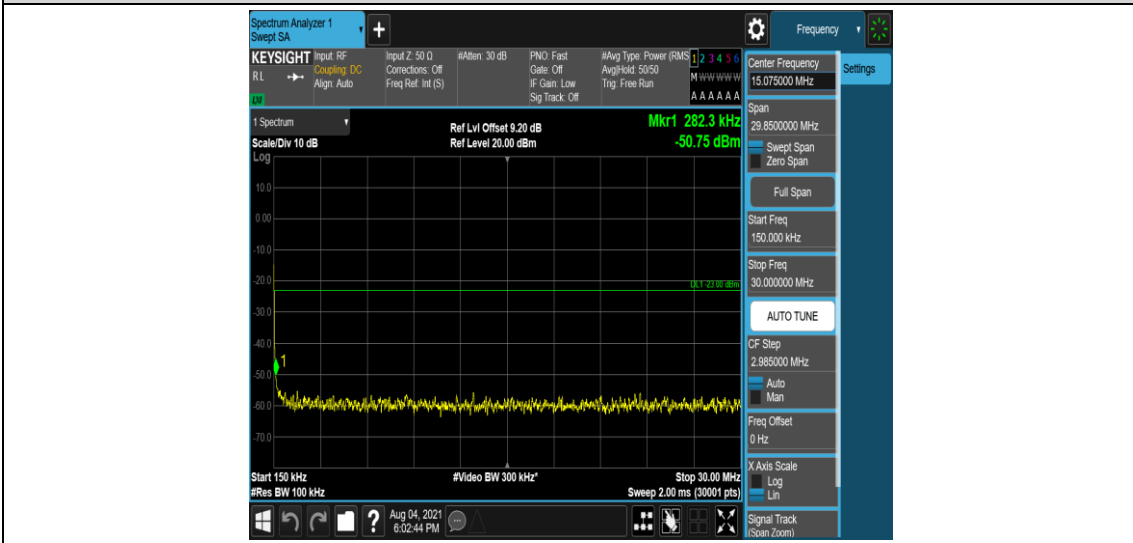 Spectrum Analyzer 1
Swept SA
+
Frequency
KEYSIGHT
RL
LXI
Input: RF
Coupling: DC
Align: Auto
Input Z: 50 Ω
Corrections: Off
Freq Ref: Int (S)
#Atten: 30 dB
PNO: Fast
Gate: Off
IF Gain: Low
Sig Track: Off
#Avg Type: Power (RMS
Avg|Hold: 50/50
Trig: Free Run
1 2 3 4 5 6
M W W W W W
A A A A A A
1 Spectrum
Scale/Div 10 dB
Log
Ref Lvl Offset 9.20 dB
Ref Level 20.00 dBm
Mkr1 282.3 kHz
-50.75 dBm
10.0
0.00
-10.0
-20.0
DL1 -23.00 dBm
-30.0
-40.0
1
-50.0
-60.0
-70.0
Start 150 kHz
#Res BW 100 kHz
#Video BW 300 kHz*
Stop 30.00 MHz
Sweep 2.00 ms (30001 pts)
Center Frequency
15.075000 MHz
Settings
Span
29.8500000 MHz
Swept Span
Zero Span
Full Span
Start Freq
150.000 kHz
Stop Freq
30.000000 MHz
AUTO TUNE
CF Step
2.985000 MHz
Auto
Man
Freq Offset
0 Hz
X Axis Scale
Log
Lin
Signal Track
(Span Zoom)
?
Aug 04, 2021
6:02:44 PM